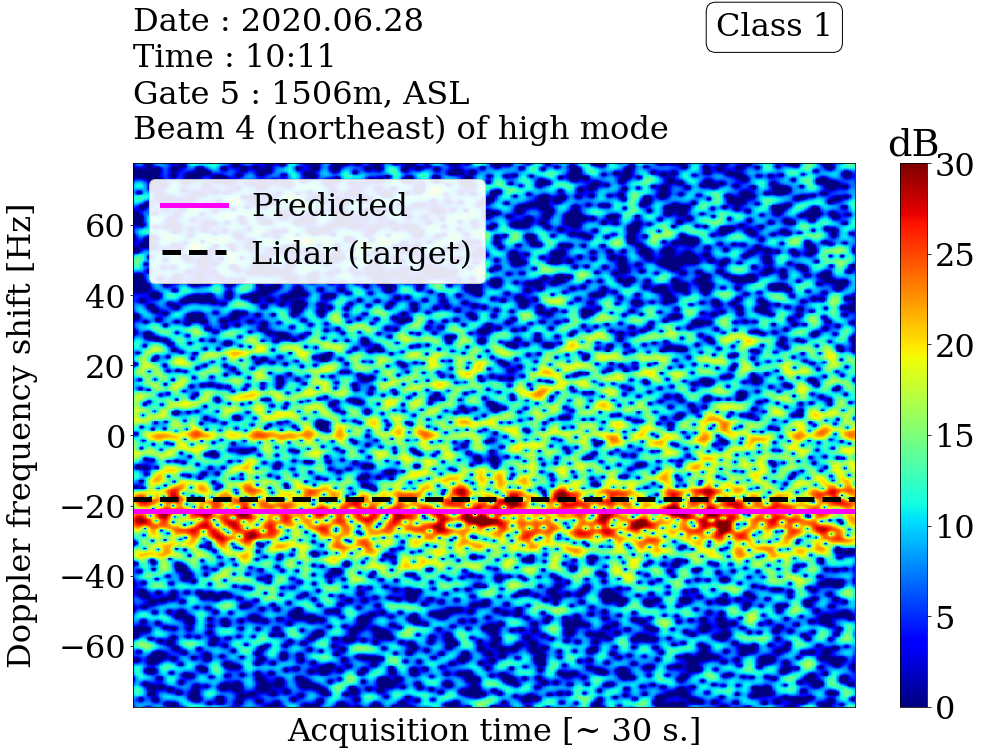 Date : 2020.06.28
Time : 10:11
Gate 5 : 1506m, ASL
Beam 4 (northeast) of high mode
Class 1
dB
Predicted
Lidar (target)
Doppler frequency shift [Hz]
60
40
20
0
−20
−40
−60
30
25
20
15
10
5
0
Acquisition time [~ 30 s.]